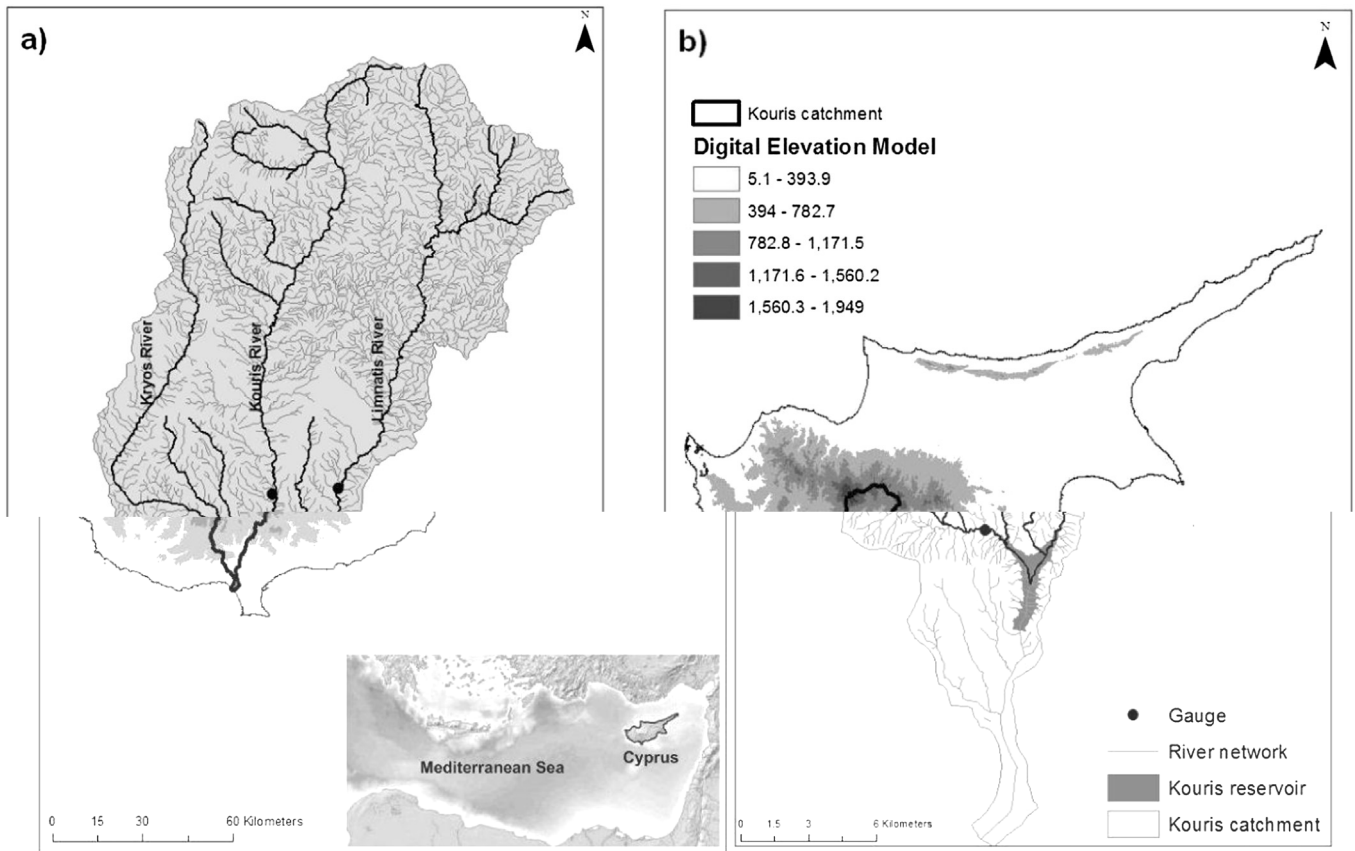 a)
N
Kryos River
Kouris River
Limnatis River
b)
N
Kouris catchment
Digital Elevation Model
5.1 - 393.9
394 - 782.7
782.8 - 1,171.5
1,171.6 - 1,560.2
1,560.3 - 1,949
Mediterranean Sea
Cyprus
0 15 30 60 Kilometers
Gauge
River network
Kouris reservoir
Kouris catchment
0 1.5 3 6 Kilometers